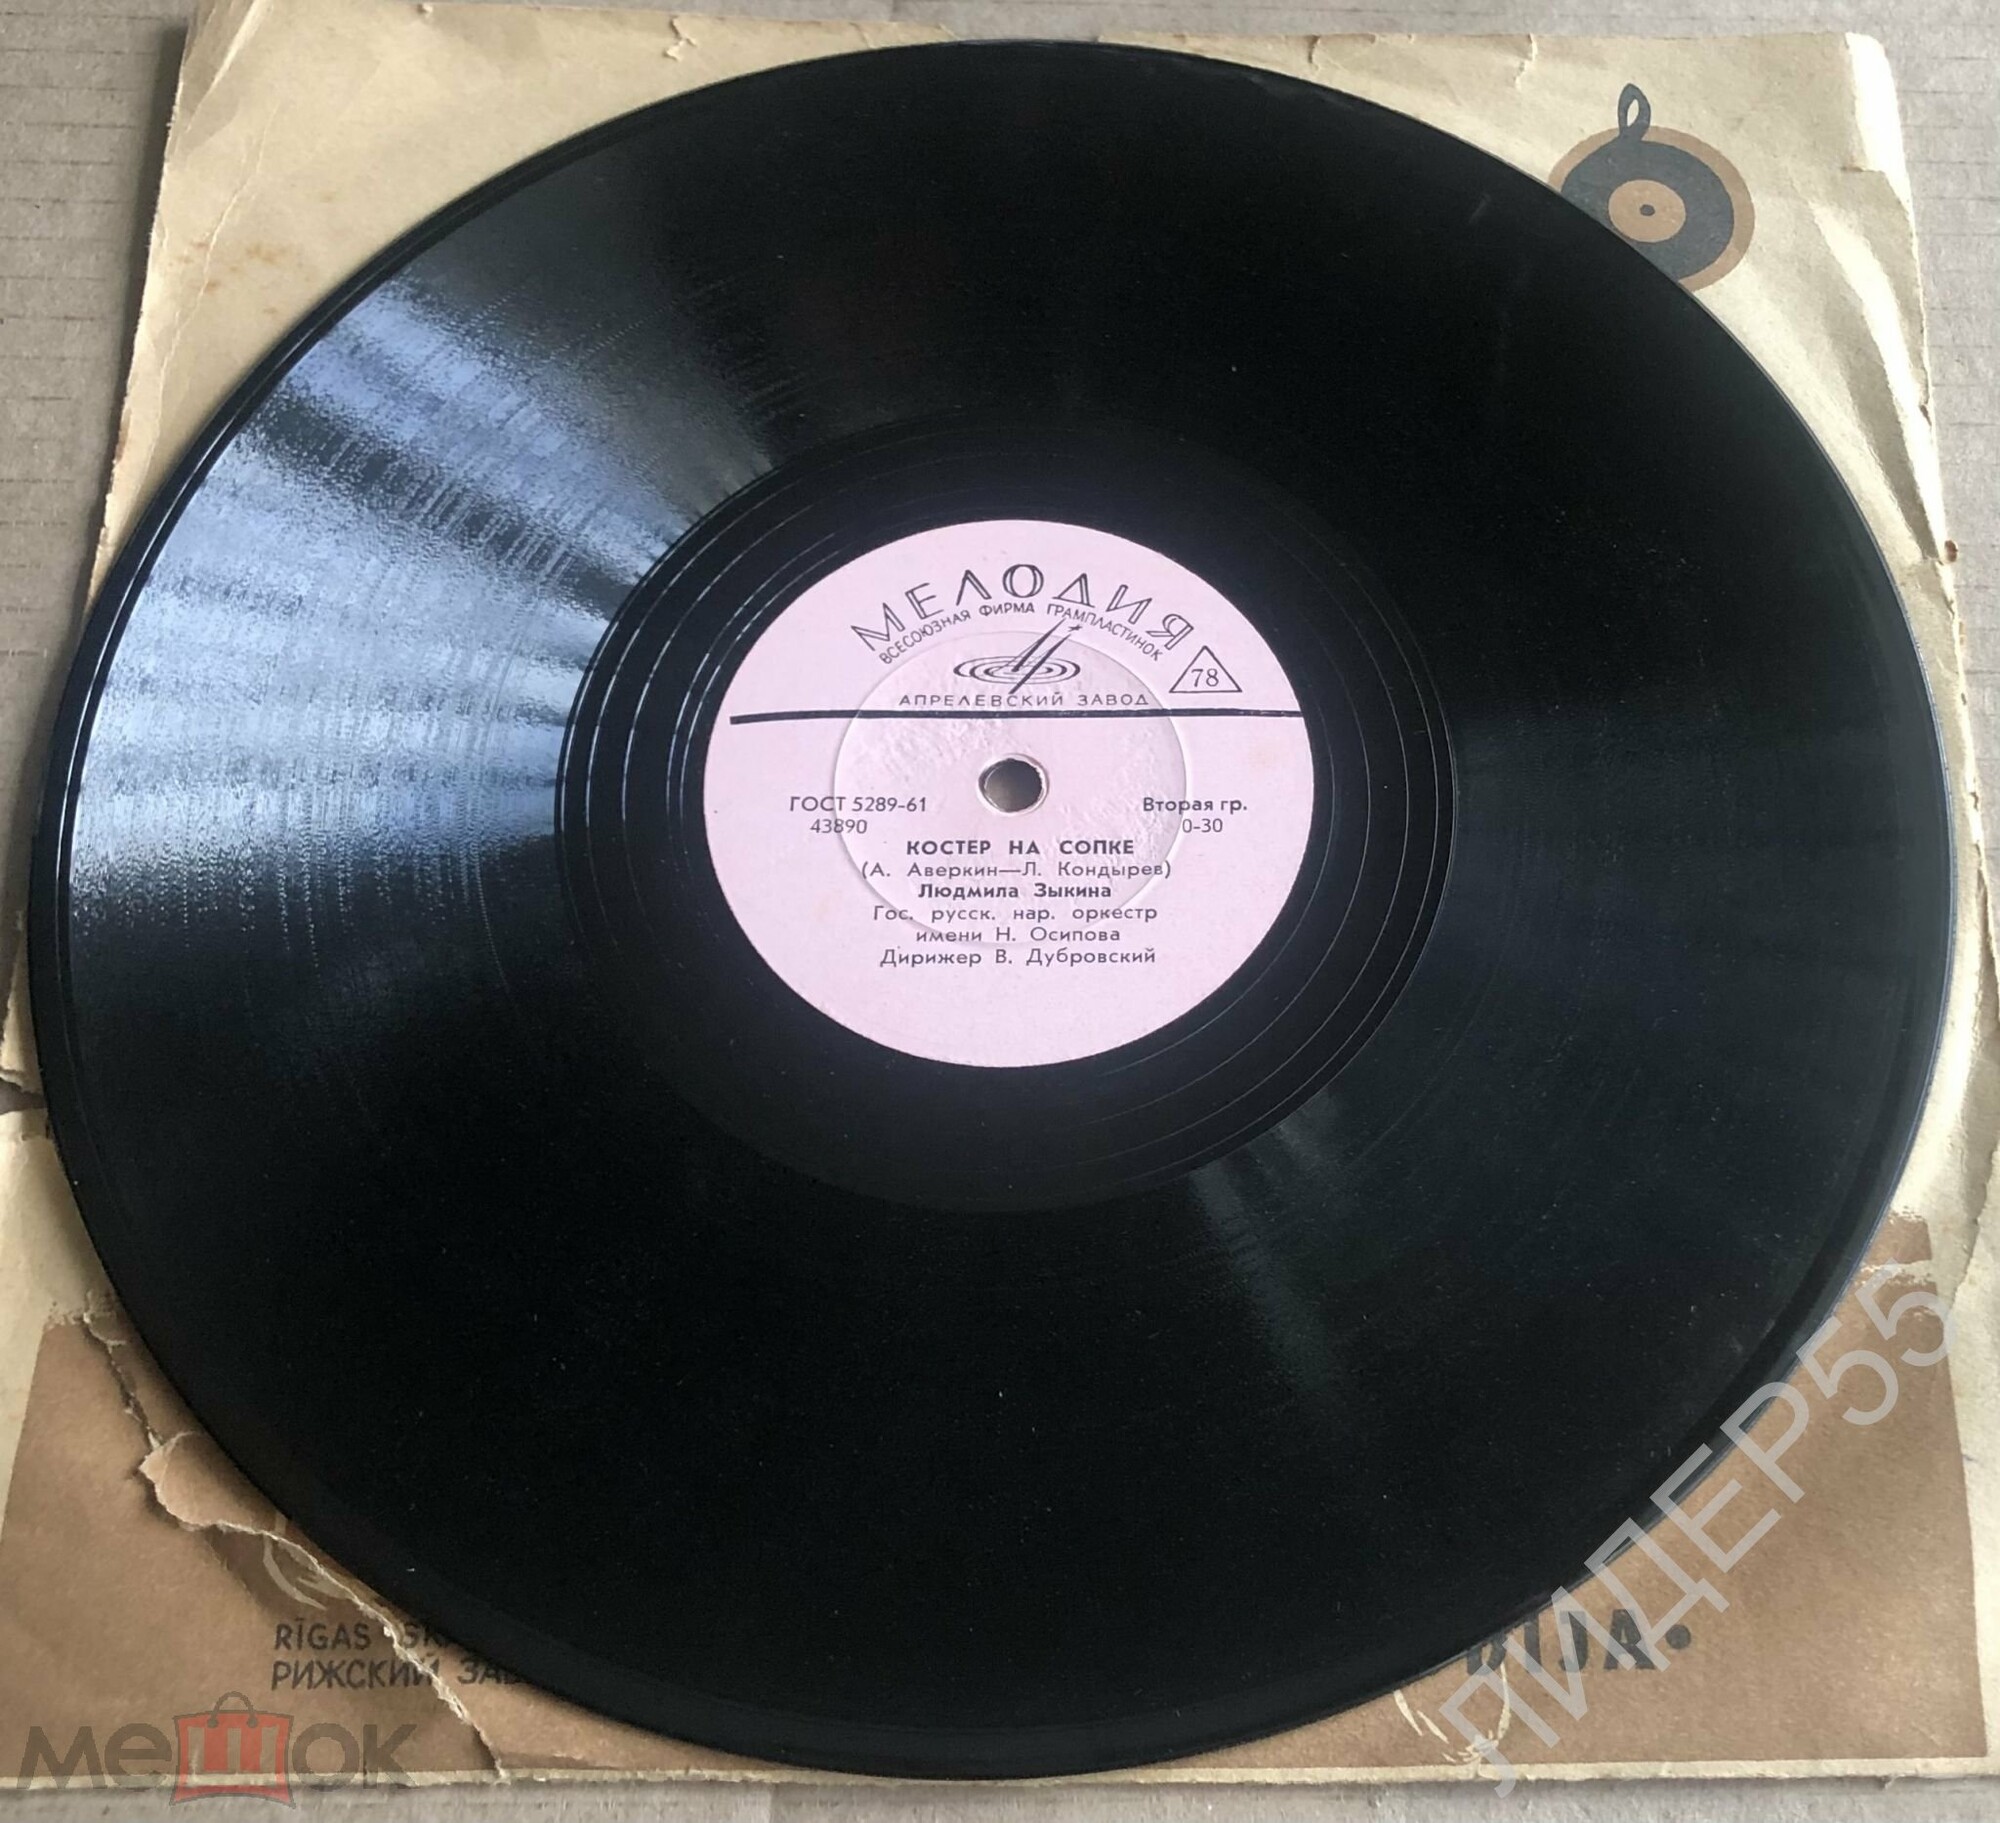 МЕЛОДИЯ
ВСЕСОЮЗНАЯ ФИРМА ГРАМПЛАСТИНОК
78
АПРЕЛЕВСКИЙ ЗАВОД
ГОСТ 5289-61
Вторая гр.
43890
0-30
КОСТЕР НА СОПКЕ
(А. Аверкин—Л. Кондырев)
Людмила Зыкина
Гос. русск. нар. оркестр
имени Н. Осипова
Дирижер В. Дубровский
RĪGAS
РИЖСКИЙ
мешок
ЛИДЕР55